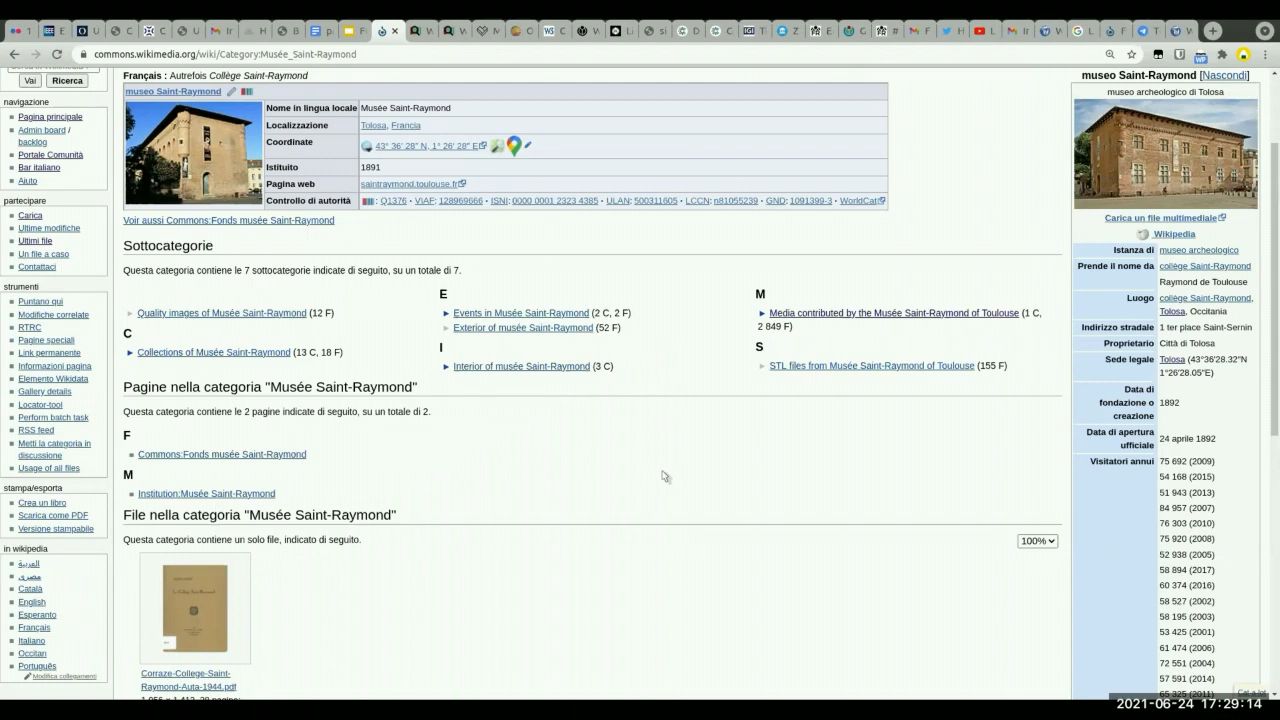 commons.wikimedia.org/wiki/Category:Musée_Saint-Raymond
Vai
Ricerca
navigazione
Pagina principale
Admin board /
backlog
Portale Comunità
Bar italiano
Aiuto
partecipare
Carica
Ultime modifiche
Ultimi file
Un file a caso
Contattaci
strumenti
Puntano qui
Modifiche correlate
RTRC
Pagine speciali
Link permanente
Informazioni pagina
Elemento Wikidata
Gallery details
Locator-tool
Perform batch task
RSS feed
Metti la categoria in
discussione
Usage of all files
stampa/esporta
Crea un libro
Scarica come PDF
Versione stampabile
in wikipedia
العربية
مصرى
Català
English
Esperanto
Français
Italiano
Occitan
Português
Modifica collegamenti
Français : Autrefois Collège Saint-Raymond
museo Saint-Raymond
Nome in lingua locale Musée Saint-Raymond
Localizzazione Tolosa, Francia
Coordinate 43° 36′ 28″ N, 1° 26′ 28″ E
Istituito 1891
Pagina web saintraymond.toulouse.fr
Controllo di autorità : Q1376 • VIAF: 128969666 • ISNI: 0000 0001 2323 4385 • ULAN: 500311605 • LCCN: n81055239 • GND: 1091399-3 • WorldCat
Voir aussi Commons:Fonds musée Saint-Raymond
Sottocategorie
Questa categoria contiene le 7 sottocategorie indicate di seguito, su un totale di 7.
Quality images of Musée Saint-Raymond (12 F)
C
Collections of Musée Saint-Raymond (13 C, 18 F)
E
Events in Musée Saint-Raymond (2 C, 2 F)
Exterior of musée Saint-Raymond (52 F)
I
Interior of musée Saint-Raymond (3 C)
M
Media contributed by the Musée Saint-Raymond of Toulouse (1 C,
2 849 F)
S
STL files from Musée Saint-Raymond of Toulouse (155 F)
Pagine nella categoria "Musée Saint-Raymond"
Questa categoria contiene le 2 pagine indicate di seguito, su un totale di 2.
F
Commons:Fonds musée Saint-Raymond
M
Institution:Musée Saint-Raymond
File nella categoria "Musée Saint-Raymond"
Questa categoria contiene un solo file, indicato di seguito.
100%
Corraze-College-Saint-
Raymond-Auta-1944.pdf
museo Saint-Raymond [Nascondi]
museo archeologico di Tolosa
Carica un file multimediale
Wikipedia
Istanza di museo archeologico
Prende il nome da collège Saint-Raymond
Raymond de Toulouse
Luogo collège Saint-Raymond,
Tolosa, Occitania
Indirizzo stradale 1 ter place Saint-Sernin
Proprietario Città di Tolosa
Sede legale Tolosa (43°36'28.32"N
1°26'28.05"E)
Data di
fondazione o
creazione 1892
Data di apertura
ufficiale 24 aprile 1892
Visitatori annui 75 692 (2009)
54 168 (2015)
51 943 (2013)
84 957 (2007)
76 303 (2010)
75 920 (2008)
52 938 (2005)
58 894 (2017)
60 374 (2016)
58 527 (2002)
58 195 (2003)
53 425 (2001)
61 474 (2006)
72 551 (2004)
57 591 (2014)
65 325 (2011)
Cat-a-lot
2021-06-24 17:29:14